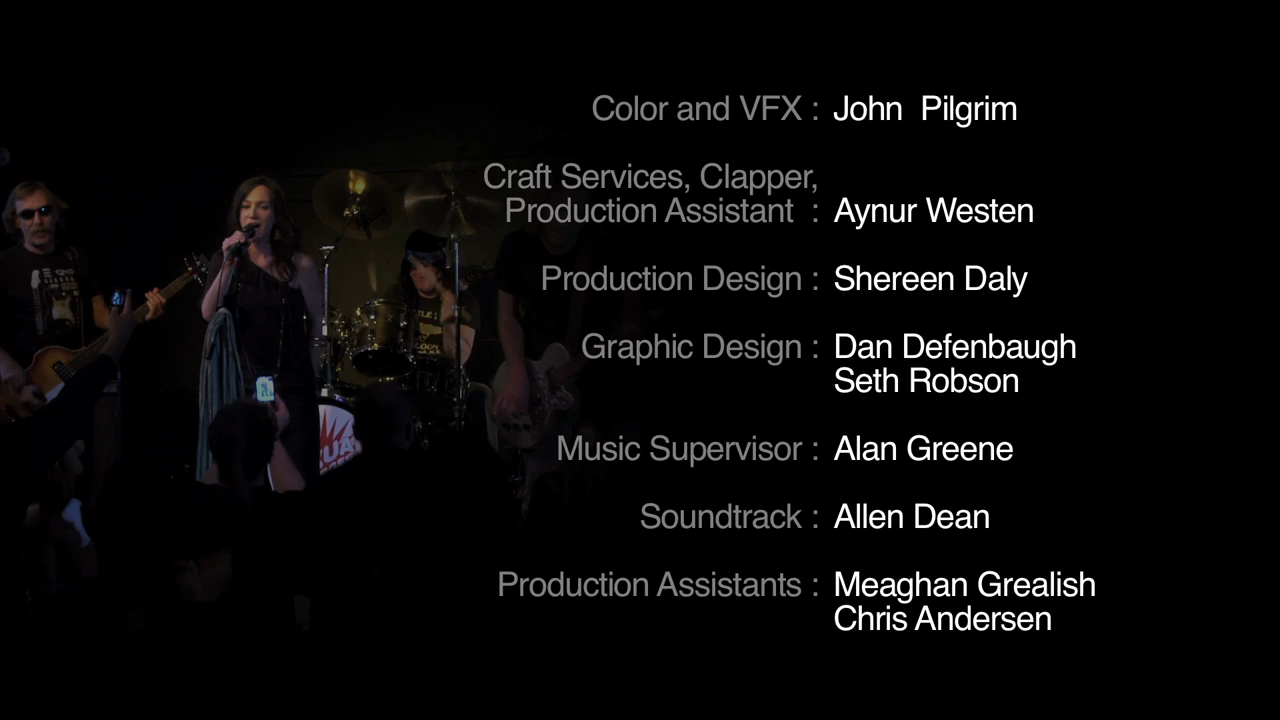 Color and VFX : John Pilgrim
Craft Services, Clapper,
Production Assistant : Aynur Westen
Production Design : Shereen Daly
Graphic Design : Dan Defenbaugh
Seth Robson
Music Supervisor : Alan Greene
Soundtrack : Allen Dean
Production Assistants : Meaghan Grealish
Chris Andersen